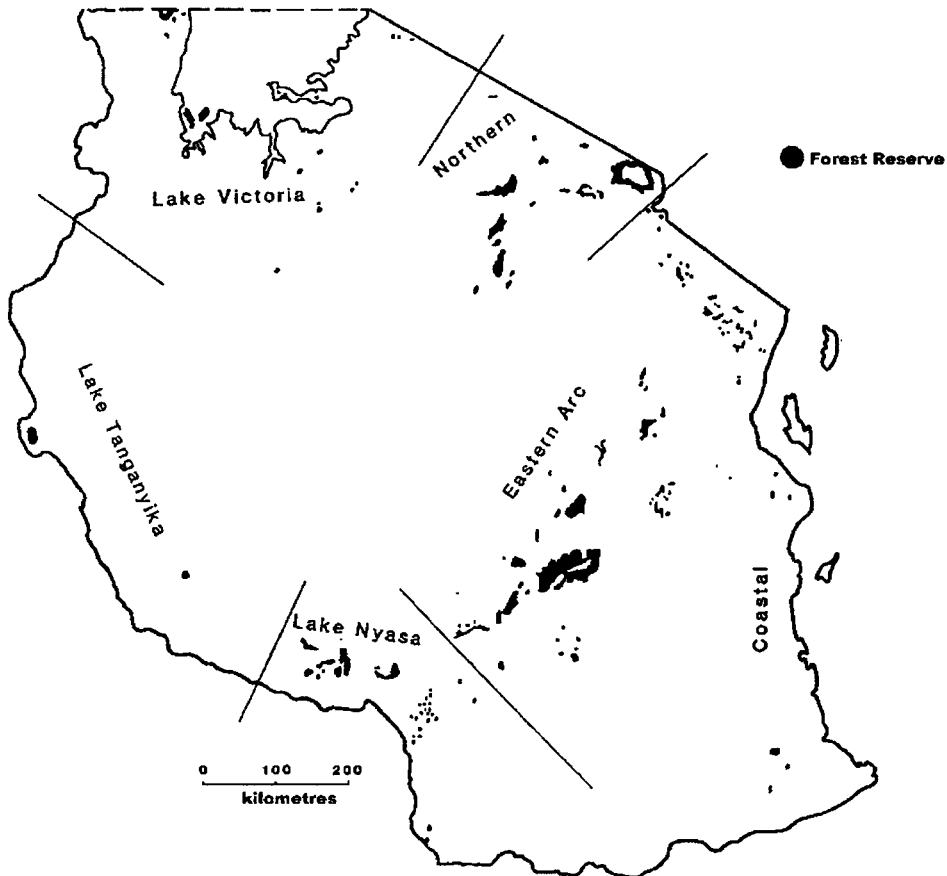 Northern
Forest Reserve
Lake Victoria
Lake Tanganyika
Eastern Arc
Coastal
Lake Nyasa
0 100 200
kilometres